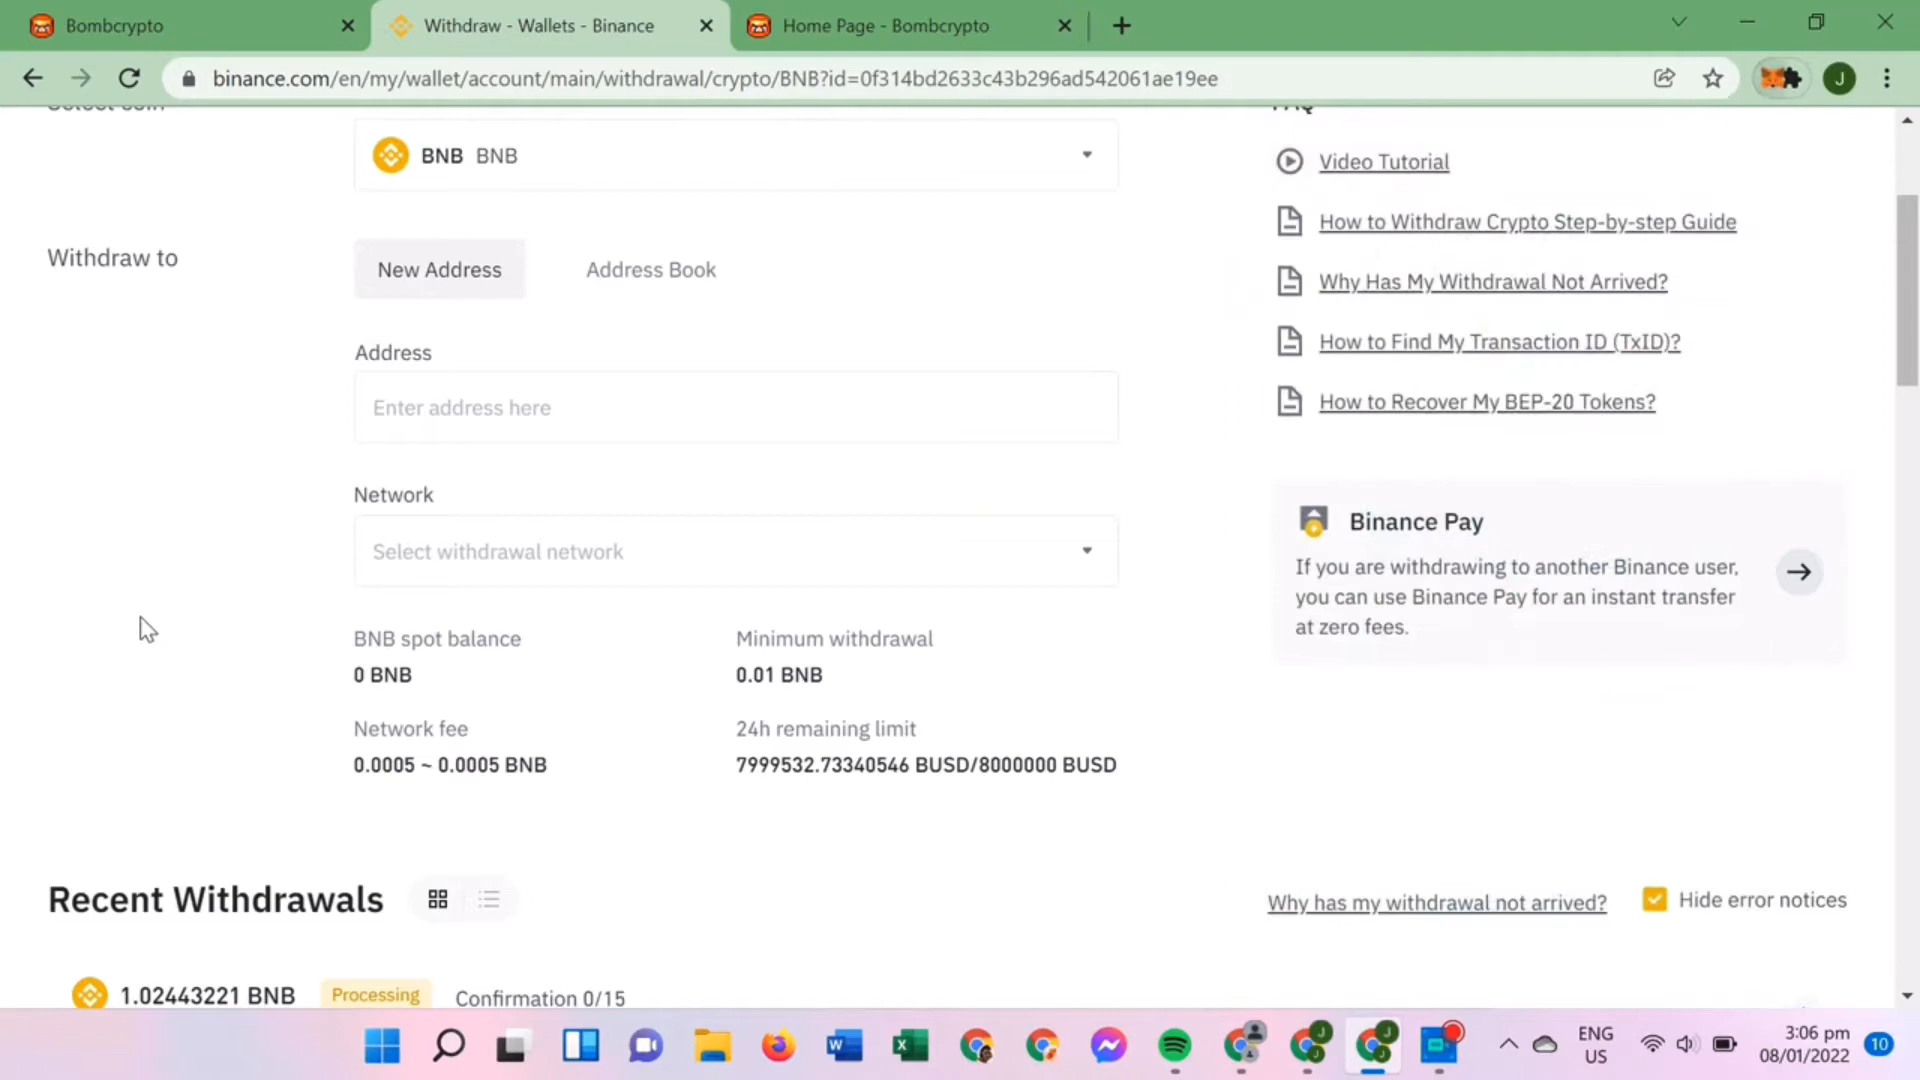 Bombcrypto
Withdraw - Wallets - Binance
Home Page - Bombcrypto
binance.com/en/my/wallet/account/main/withdrawal/crypto/BNB?id=0f314bd2633c43b296ad542061ae19ee
J
Select coin
FAQ
BNB BNB
Video Tutorial
How to Withdraw Crypto Step-by-step Guide
Withdraw to
New Address
Address Book
Why Has My Withdrawal Not Arrived?
How to Find My Transaction ID (TxID)?
Address
Enter address here
How to Recover My BEP-20 Tokens?
Network
Select withdrawal network
Binance Pay
If you are withdrawing to another Binance user,
you can use Binance Pay for an instant transfer
at zero fees.
BNB spot balance
0 BNB
Minimum withdrawal
0.01 BNB
Network fee
0.0005 ~ 0.0005 BNB
24h remaining limit
7999532.73340546 BUSD/8000000 BUSD
Recent Withdrawals
Why has my withdrawal not arrived?
Hide error notices
1.02443221 BNB
Processing
Confirmation 0/15
W
X
J
J
J
J
ENG
US
3:06 pm
08/01/2022
10